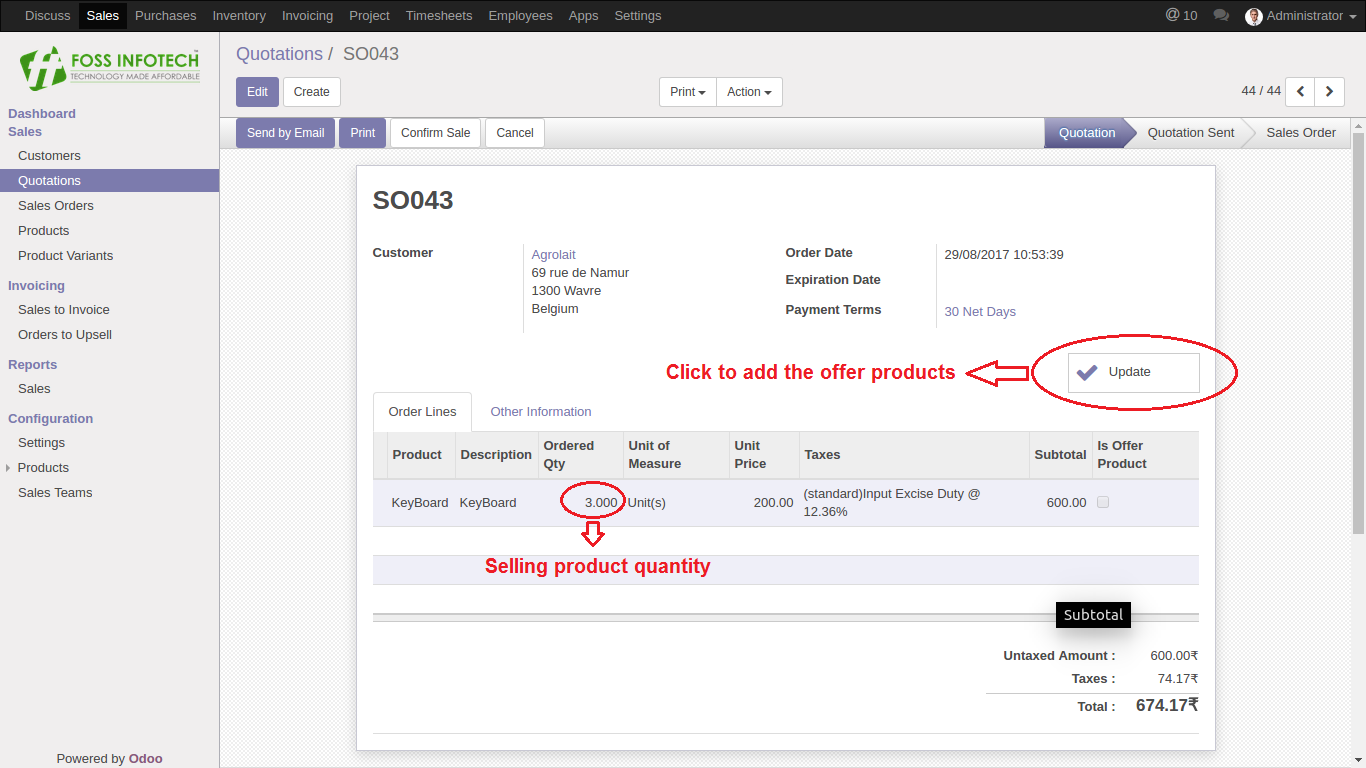 Discuss Sales Purchases Inventory Invoicing Project Timesheets Employees Apps Settings @ 10 Administrator
FOSS INFOTECH™
TECHNOLOGY MADE AFFORDABLE
Dashboard
Sales
Customers
Quotations
Sales Orders
Products
Product Variants
Invoicing
Sales to Invoice
Orders to Upsell
Reports
Sales
Configuration
Settings
Products
Sales Teams
Powered by Odoo
Quotations / SO043
Edit Create Print Action 44 / 44
Send by Email Print Confirm Sale Cancel Quotation Quotation Sent Sales Order
SO043
Customer
Agrolait
69 rue de Namur
1300 Wavre
Belgium
Order Date 29/08/2017 10:53:39
Expiration Date
Payment Terms 30 Net Days
Click to add the offer products Update
Order Lines Other Information
Product Description Ordered Qty Unit of Measure Unit Price Taxes Subtotal Is Offer Product
KeyBoard KeyBoard 3.000 Unit(s) 200.00 (standard)Input Excise Duty @ 12.36% 600.00
Selling product quantity
Subtotal
Untaxed Amount : 600.00₹
Taxes : 74.17₹
Total : 674.17₹